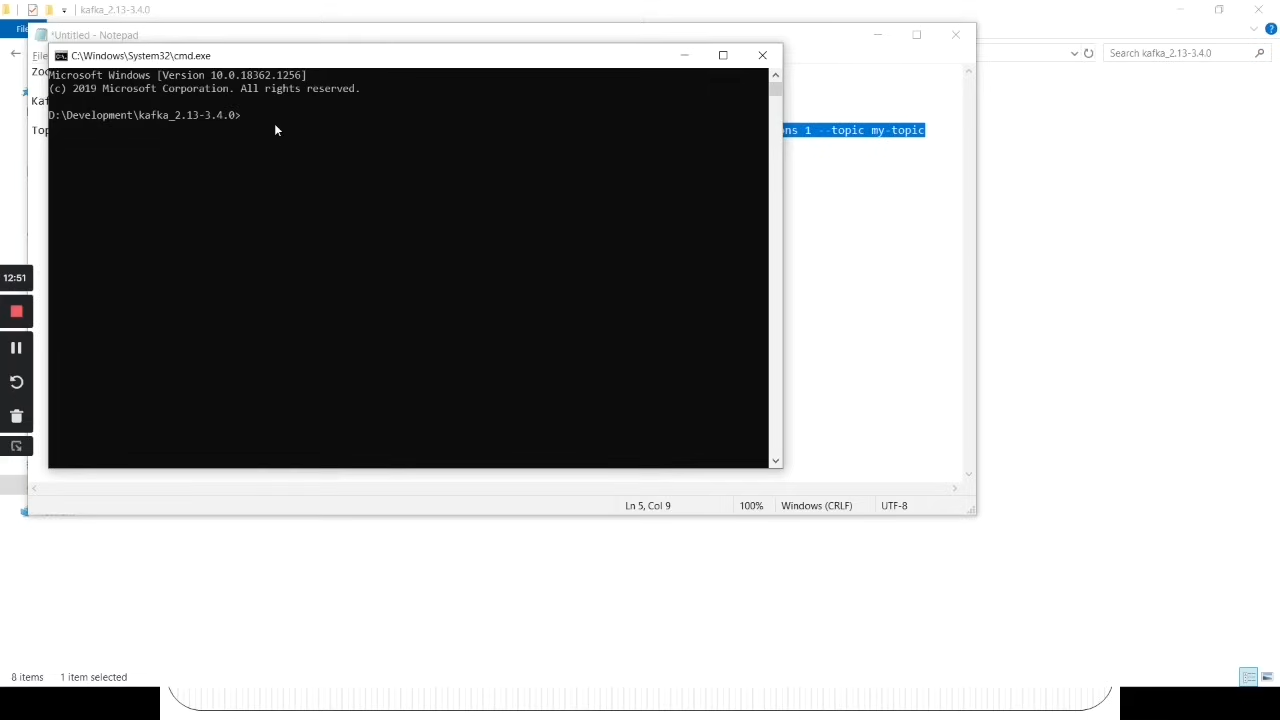 kafka_2.13-3.4.0
File
*Untitled - Notepad
Search kafka_2.13-3.4.0
C:\Windows\System32\cmd.exe
Microsoft Windows [Version 10.0.18362.1256]
(c) 2019 Microsoft Corporation. All rights reserved.
D:\Development\kafka_2.13-3.4.0>
ns 1 --topic my-topic
12:51
Ln 5, Col 9
100%
Windows (CRLF)
UTF-8
8 items
1 item selected